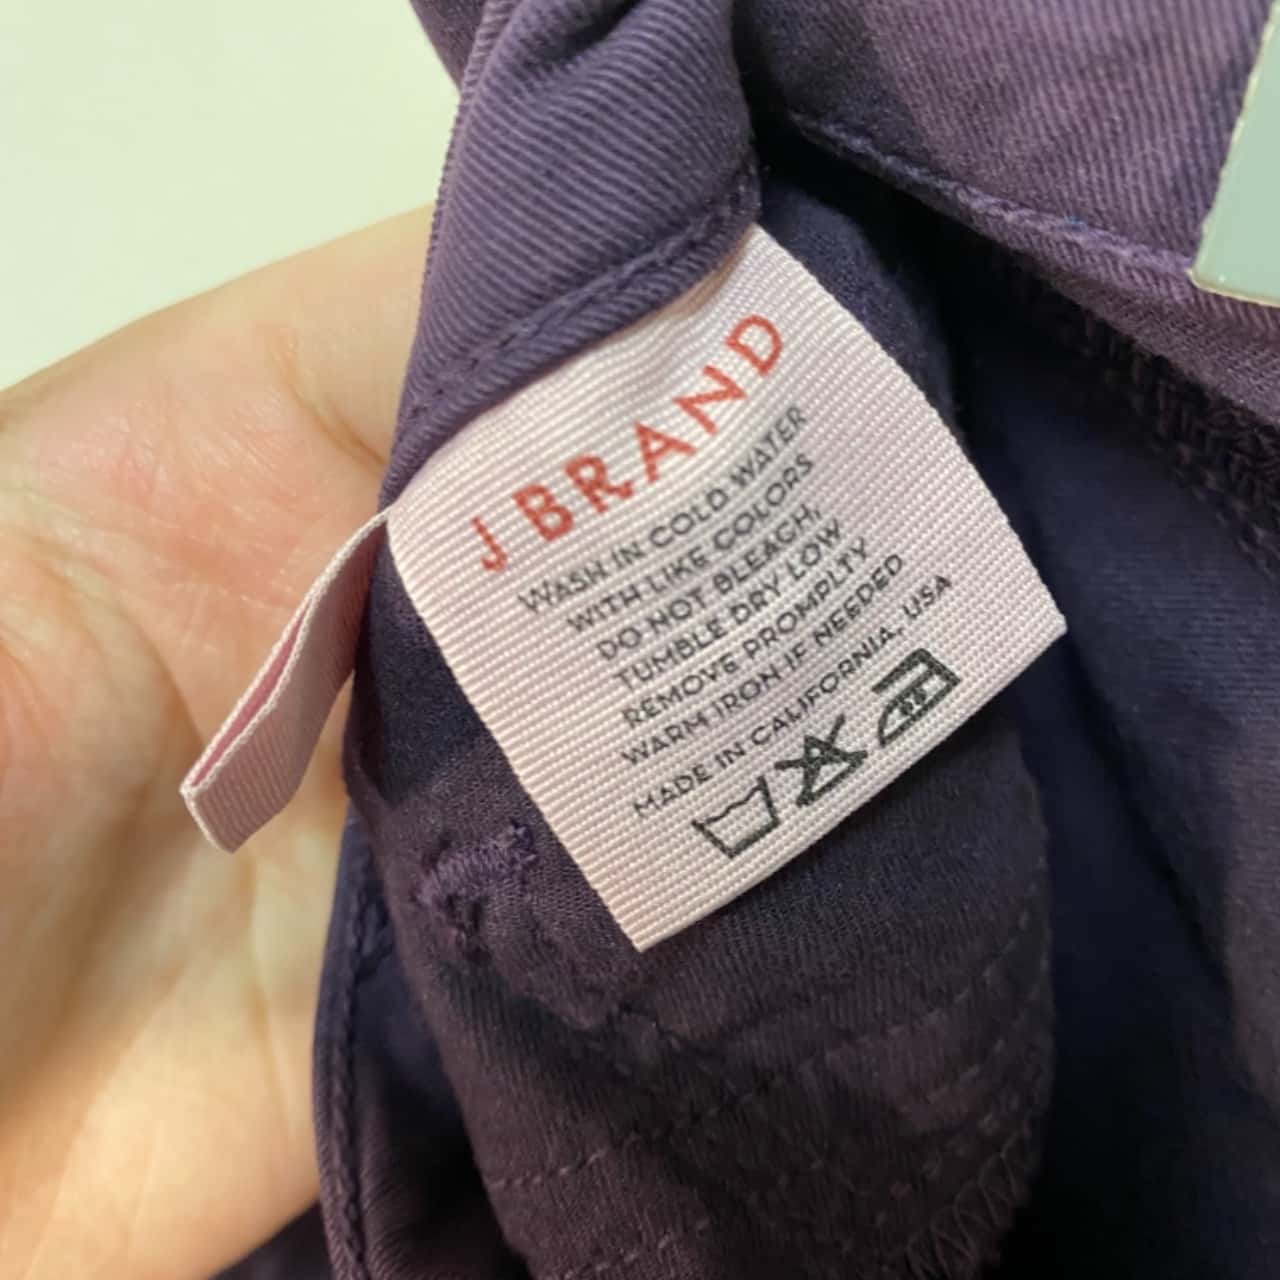 J BRAND
WASH IN COLD WATER
WITH LIKE COLORS
DO NOT BLEACH,
TUMBLE DRY LOW
REMOVE PROMPLTY
WARM IRON IF NEEDED
MADE IN CALIFORNIA, USA